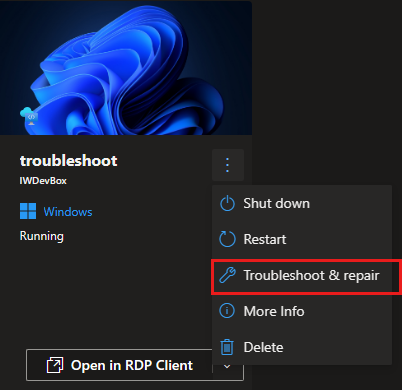 troubleshoot
IWDevBox
Windows
Running
Shut down
Restart
Troubleshoot & repair
More Info
Delete
Open in RDP Client